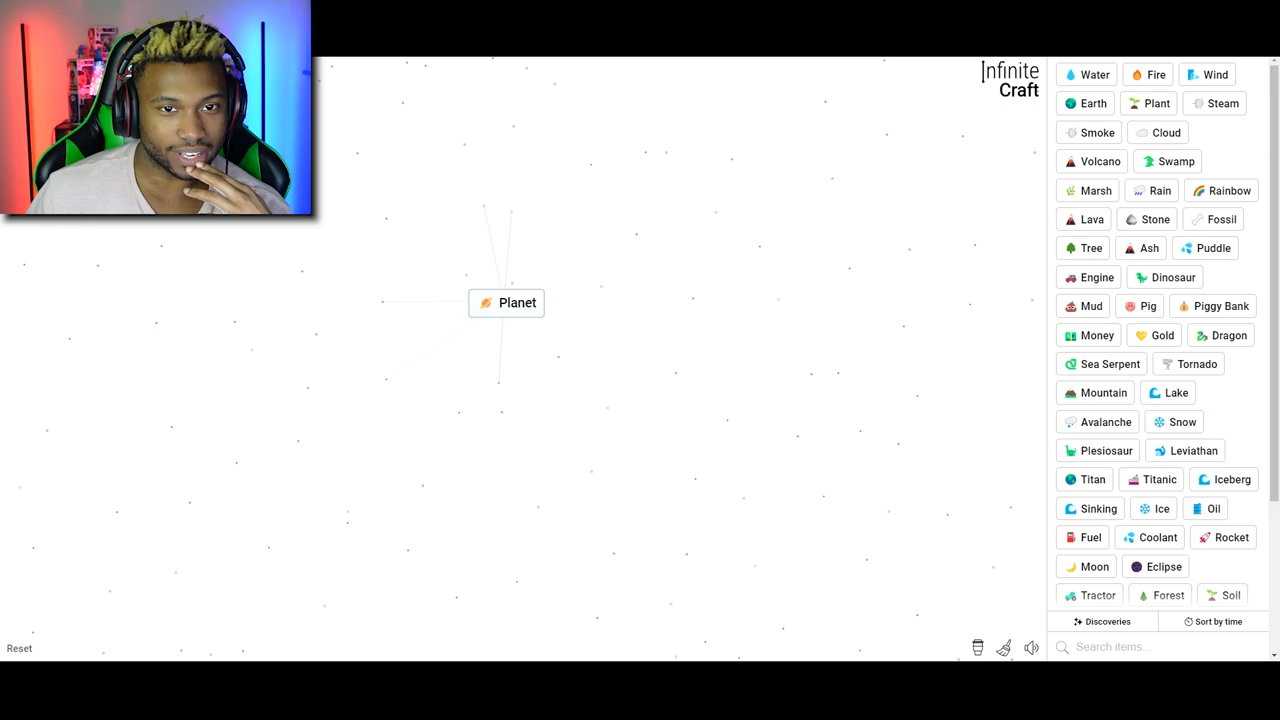 Infinite
Craft
Water Fire Wind
Earth Plant Steam
Smoke Cloud
Volcano Swamp
Marsh Rain Rainbow
Lava Stone Fossil
Tree Ash Puddle
Engine Dinosaur
Planet
Mud Pig Piggy Bank
Money Gold Dragon
Sea Serpent Tornado
Mountain Lake
Avalanche Snow
Plesiosaur Leviathan
Titan Titanic Iceberg
Sinking Ice Oil
Fuel Coolant Rocket
Moon Eclipse
Tractor Forest Soil
Discoveries Sort by time
Reset
Search items...